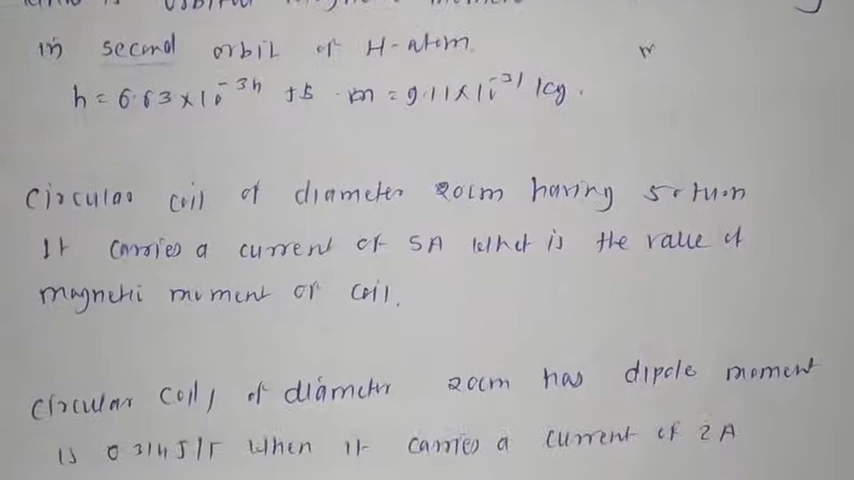 in second orbit of H-atom.
h = 6.63 × 10^-34 JS . m = 9.11 × 10^-31 kg .
circular coil of diameter 20cm having 50 turn
It carries a current of 5A what is the value of
magnetic moment of coil.
circular coil, of diameter 20cm has dipole moment
is 0.314 J/T when it carries a current of 2A